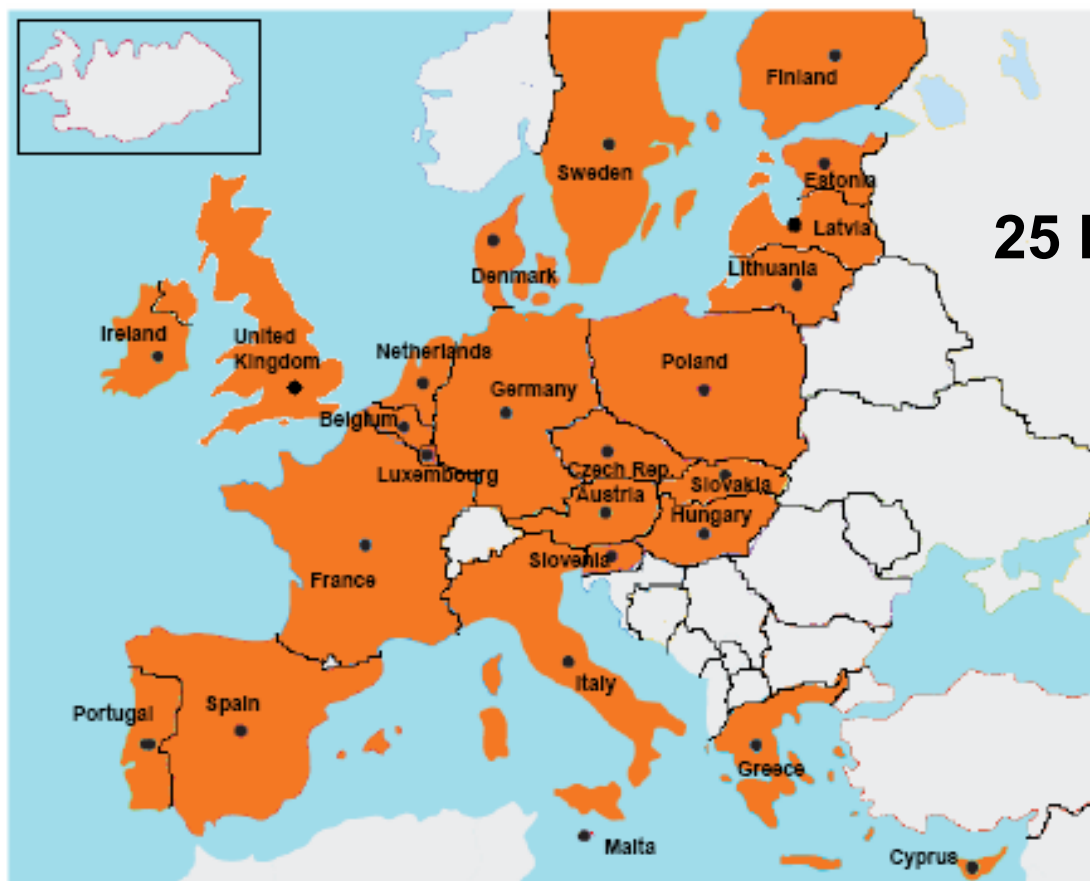 Finland
Sweden
Estonia
Latvia
25
Lithuania
Denmark
Ireland
United
Kingdom
Netherlands
Poland
Germany
Belgium
Luxembourg
Czech Rep.
Slovakia
Austria
Hungary
Slovenia
France
Italy
Portugal
Spain
Greece
Malta
Cyprus